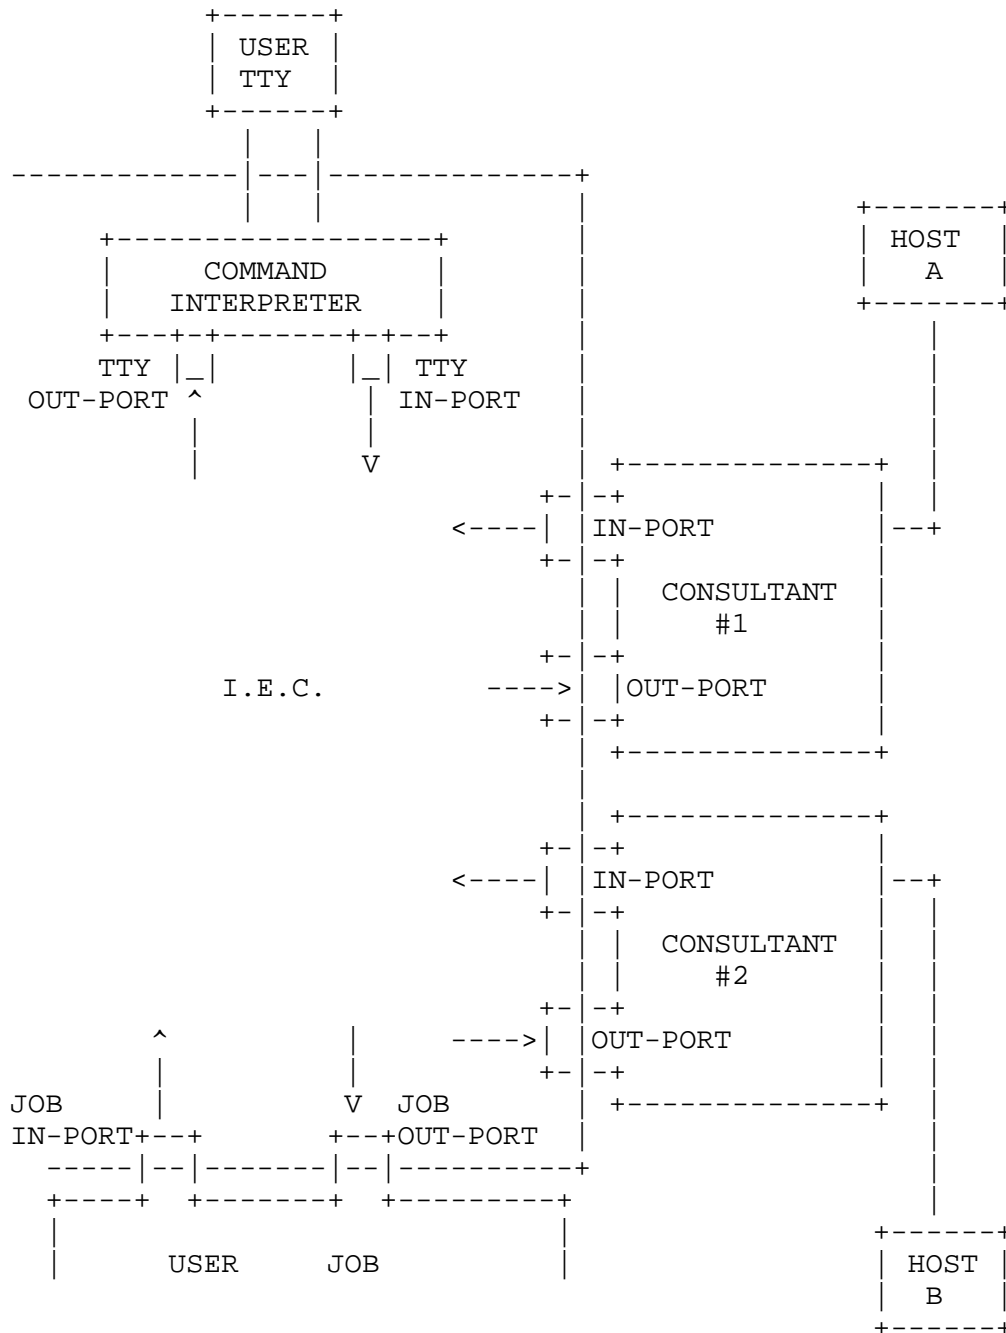 USER
TTY
HOST
A
COMMAND
INTERPRETER
TTY TTY
OUT-PORT IN-PORT
IN-PORT
CONSULTANT
#1
I.E.C. OUT-PORT
IN-PORT
CONSULTANT
#2
OUT-PORT
JOB JOB
IN-PORT OUT-PORT
USER JOB
HOST
B